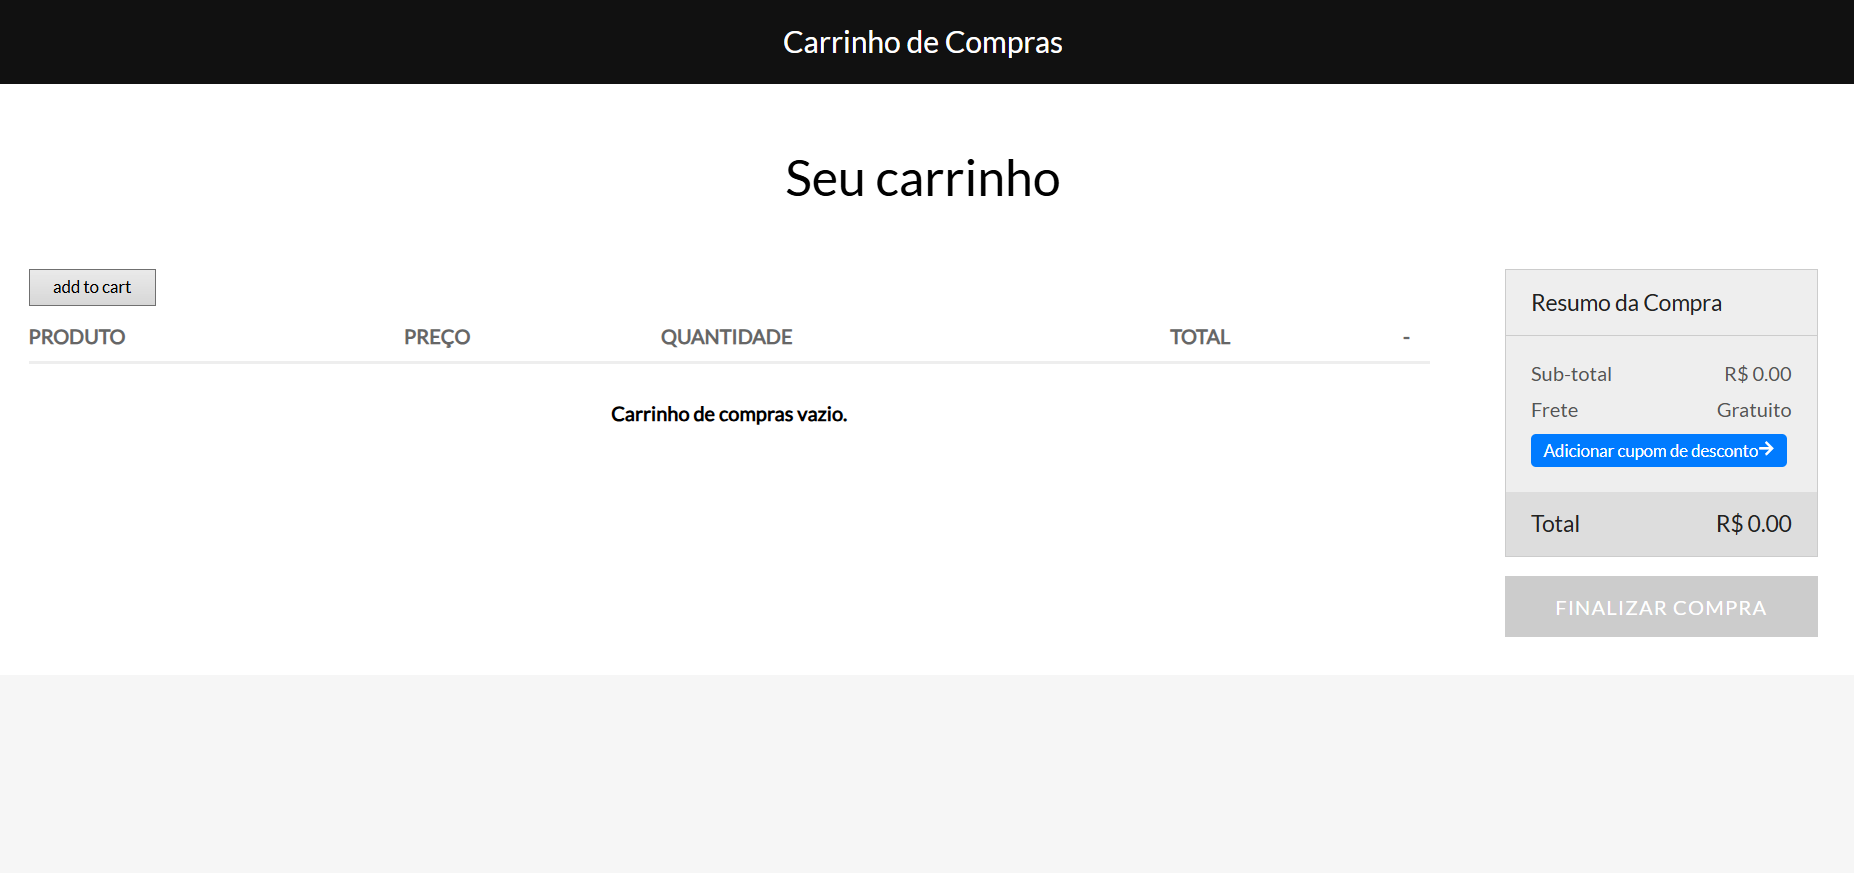 Carrinho de Compras
Seu carrinho
add to cart
PRODUTO PREÇO QUANTIDADE TOTAL -
Carrinho de compras vazio.
Resumo da Compra
Sub-total R$ 0.00
Frete Gratuito
Adicionar cupom de desconto
Total R$ 0.00
FINALIZAR COMPRA